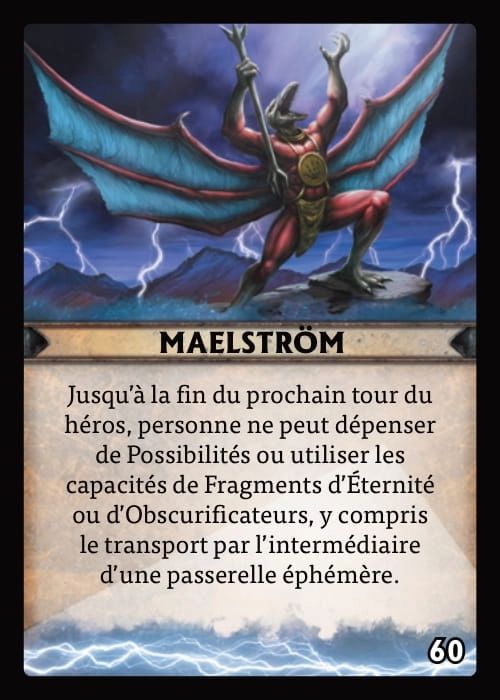 MAELSTRÖM
Jusqu'à la fin du prochain tour du
héros, personne ne peut dépenser
de Possibilités ou utiliser les
capacités de Fragments d'Éternité
ou d'Obscurificateurs, y compris
le transport par l'intermédiaire
d'une passerelle éphémère.
60